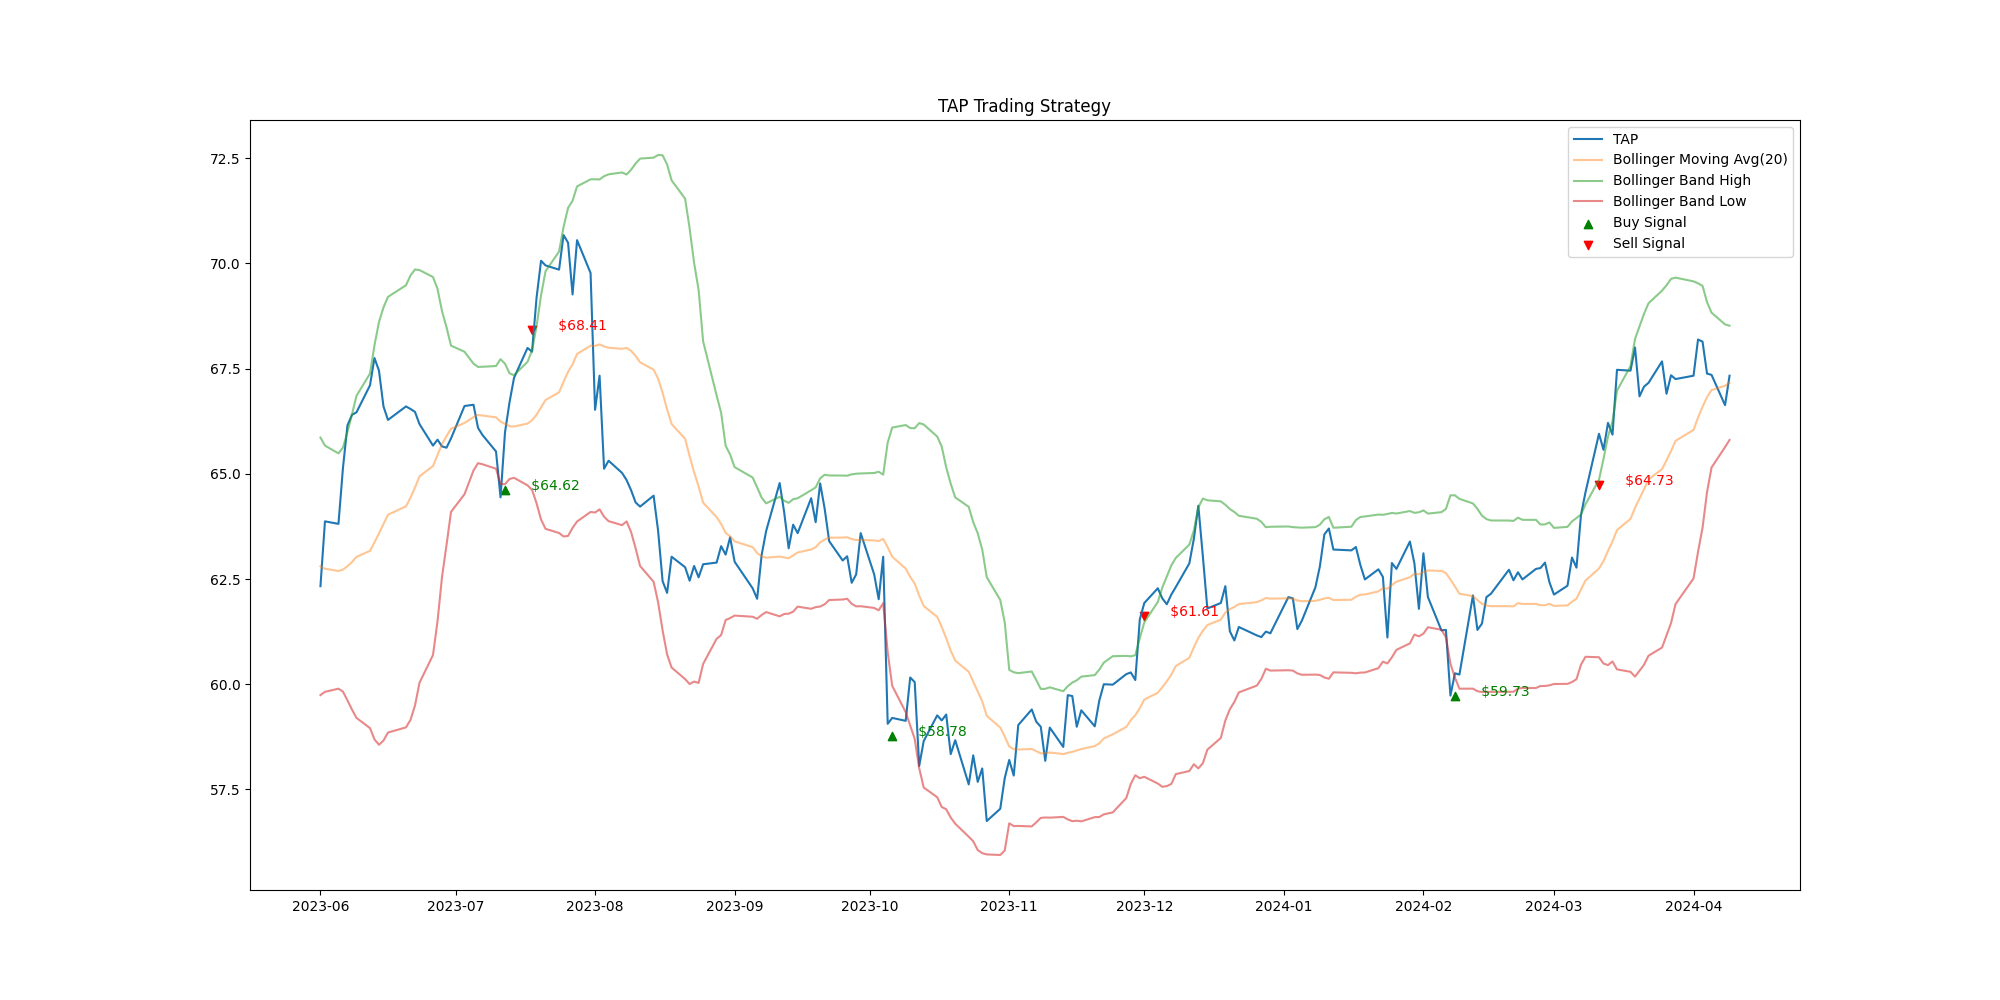 TAP Trading Strategy
TAP
Bollinger Moving Avg(20)
Bollinger Band High
Bollinger Band Low
Buy Signal
Sell Signal
72.5
70.0
67.5
65.0
62.5
60.0
57.5
$68.41
$64.62
$58.78
$61.61
$59.73
$64.73
2023-06 2023-07 2023-08 2023-09 2023-10 2023-11 2023-12 2024-01 2024-02 2024-03 2024-04